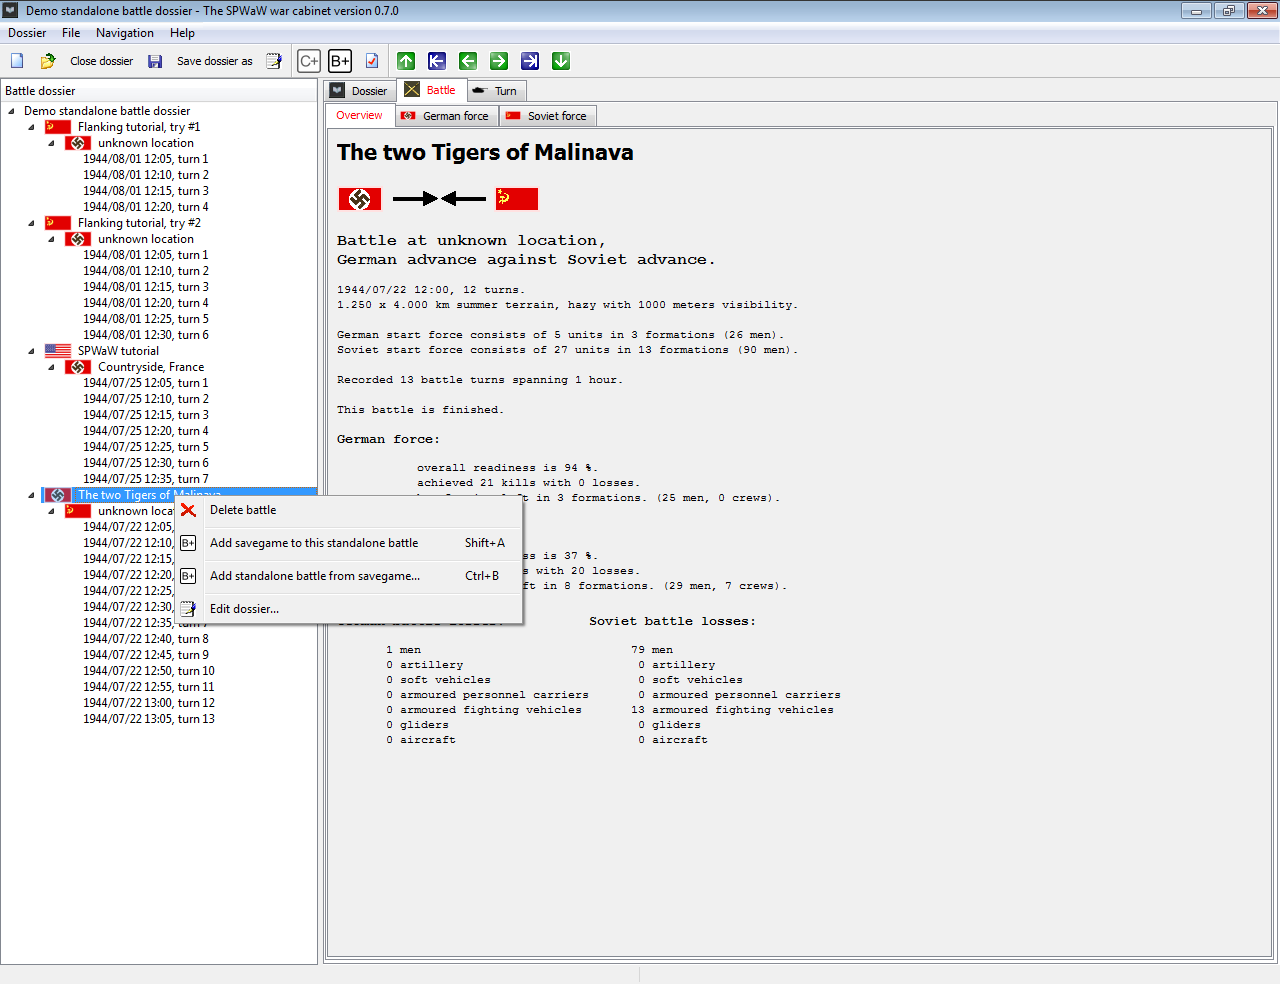 Demo standalone battle dossier - The SPWaW war cabinet version 0.7.0
Dossier File Navigation Help
Close dossier Save dossier as C+ B+
Battle dossier
Demo standalone battle dossier
Flanking tutorial, try #1
unknown location
1944/08/01 12:05, turn 1
1944/08/01 12:10, turn 2
1944/08/01 12:15, turn 3
1944/08/01 12:20, turn 4
Flanking tutorial, try #2
unknown location
1944/08/01 12:05, turn 1
1944/08/01 12:10, turn 2
1944/08/01 12:15, turn 3
1944/08/01 12:20, turn 4
1944/08/01 12:25, turn 5
1944/08/01 12:30, turn 6
SPWaW tutorial
Countryside, France
1944/07/25 12:05, turn 1
1944/07/25 12:10, turn 2
1944/07/25 12:15, turn 3
1944/07/25 12:20, turn 4
1944/07/25 12:25, turn 5
1944/07/25 12:30, turn 6
1944/07/25 12:35, turn 7
The two Tigers of Malinava
unknown
1944/07/22 12:05,
1944/07/22 12:10,
1944/07/22 12:15,
1944/07/22 12:20,
1944/07/22 12:25,
1944/07/22 12:30,
1944/07/22 12:35, turn 7
1944/07/22 12:40, turn 8
1944/07/22 12:45, turn 9
1944/07/22 12:50, turn 10
1944/07/22 12:55, turn 11
1944/07/22 13:00, turn 12
1944/07/22 13:05, turn 13
Delete battle
B+ Add savegame to this standalone battle Shift+A
B+ Add standalone battle from savegame... Ctrl+B
Edit dossier...
Dossier Battle Turn
Overview German force Soviet force
The two Tigers of Malinava
Battle at unknown location,
German advance against Soviet advance.
1944/07/22 12:00, 12 turns.
1.250 x 4.000 km summer terrain, hazy with 1000 meters visibility.
German start force consists of 5 units in 3 formations (26 men).
Soviet start force consists of 27 units in 13 formations (90 men).
Recorded 13 battle turns spanning 1 hour.
This battle is finished.
German force:
overall readiness is 94 %.
achieved 21 kills with 0 losses.
in 3 formations. (25 men, 0 crews).
is 37 %.
with 20 losses.
in 8 formations. (29 men, 7 crews).
Soviet battle losses:
1 men 79 men
0 artillery 0 artillery
0 soft vehicles 0 soft vehicles
0 armoured personnel carriers 0 armoured personnel carriers
0 armoured fighting vehicles 13 armoured fighting vehicles
0 gliders 0 gliders
0 aircraft 0 aircraft